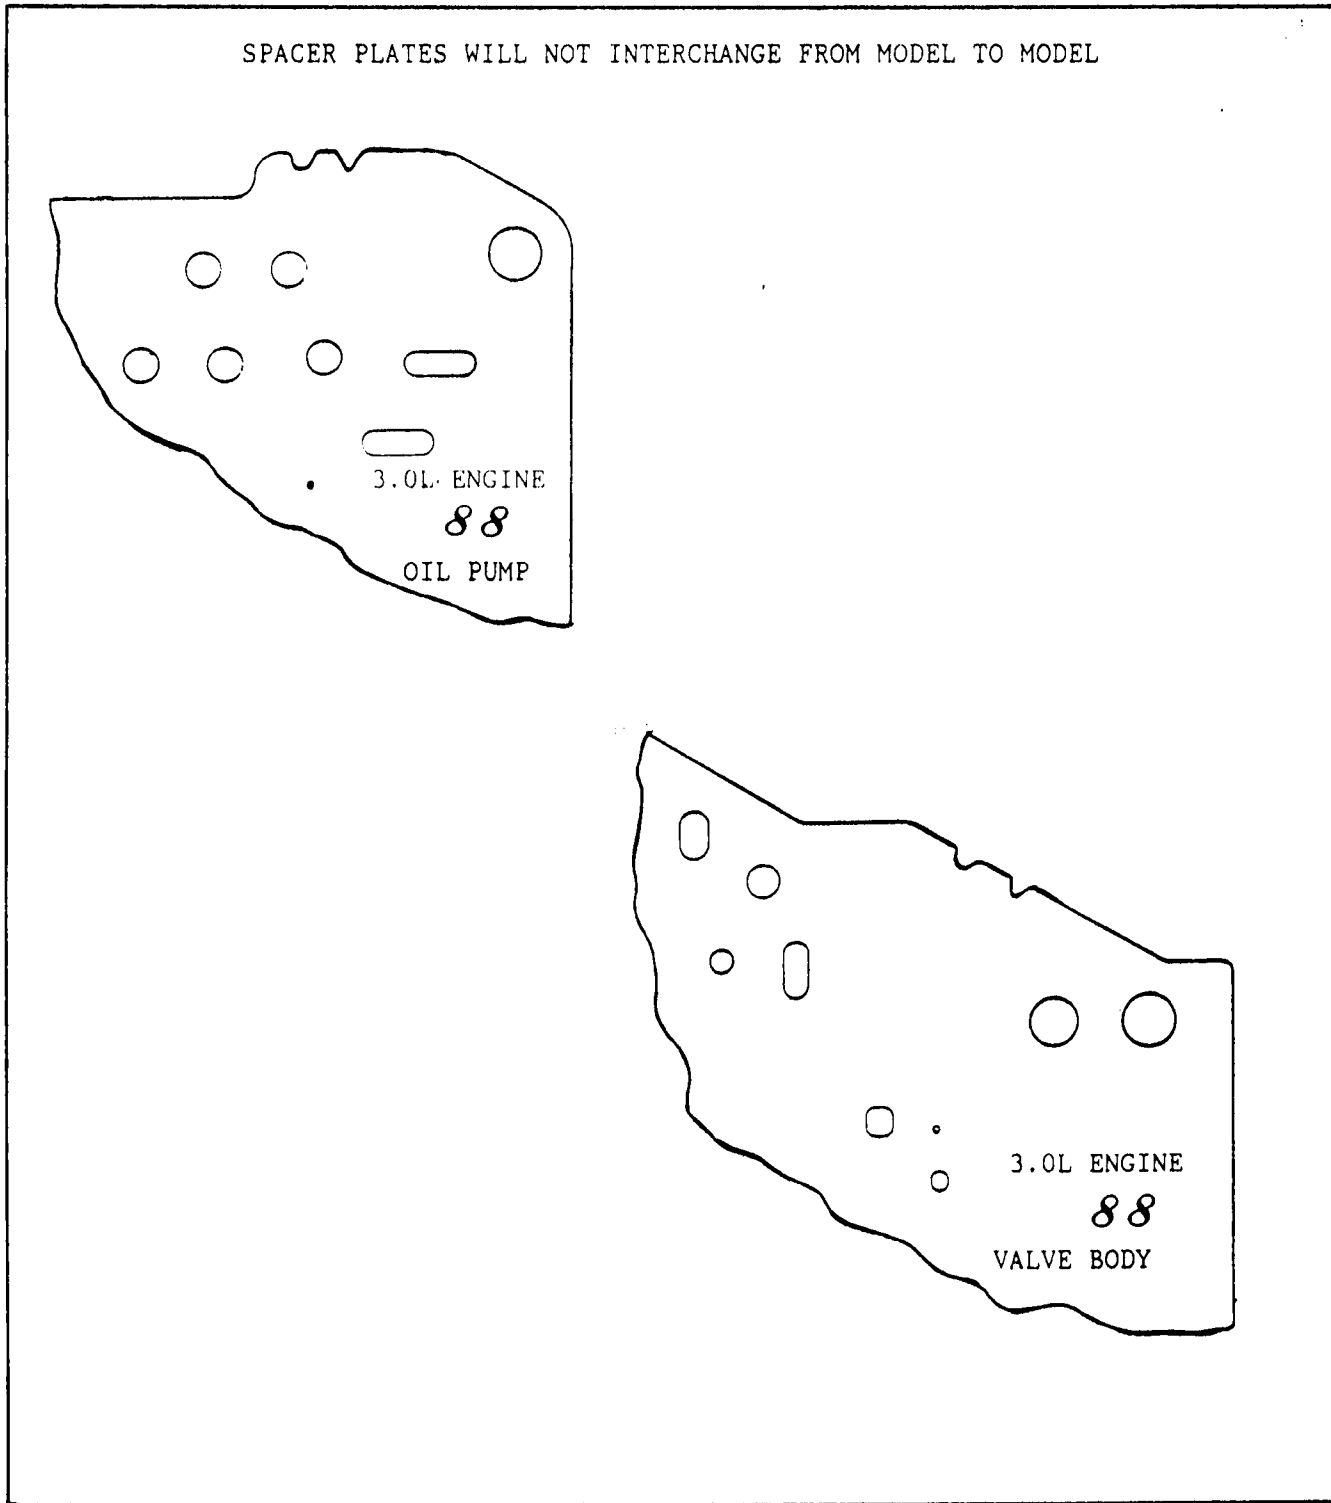 SPACER PLATES WILL NOT INTERCHANGE FROM MODEL TO MODEL
3.0L ENGINE
88
OIL PUMP
3.0L ENGINE
88
VALVE BODY